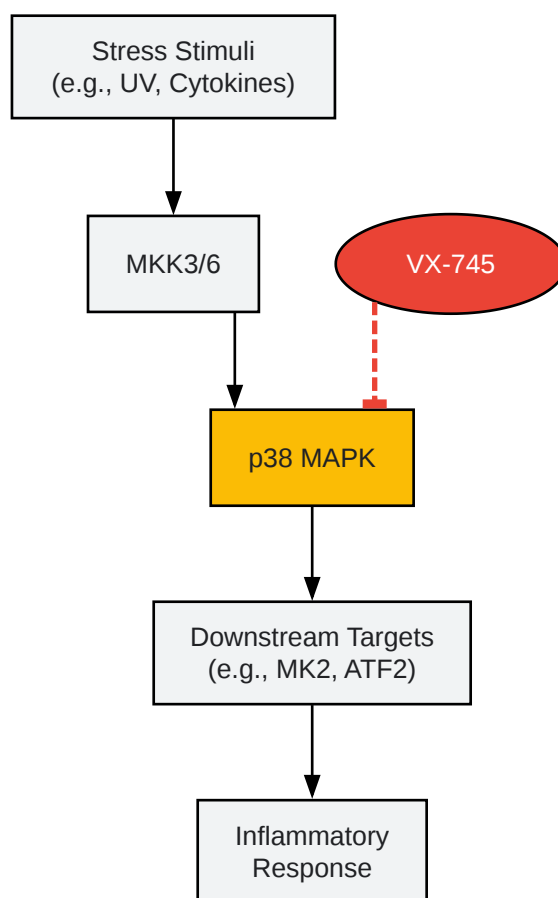 Stress Stimuli
(e.g., UV, Cytokines)
MKK3/6
VX-745
p38 MAPK
Downstream Targets
(e.g., MK2, ATF2)
Inflammatory
Response